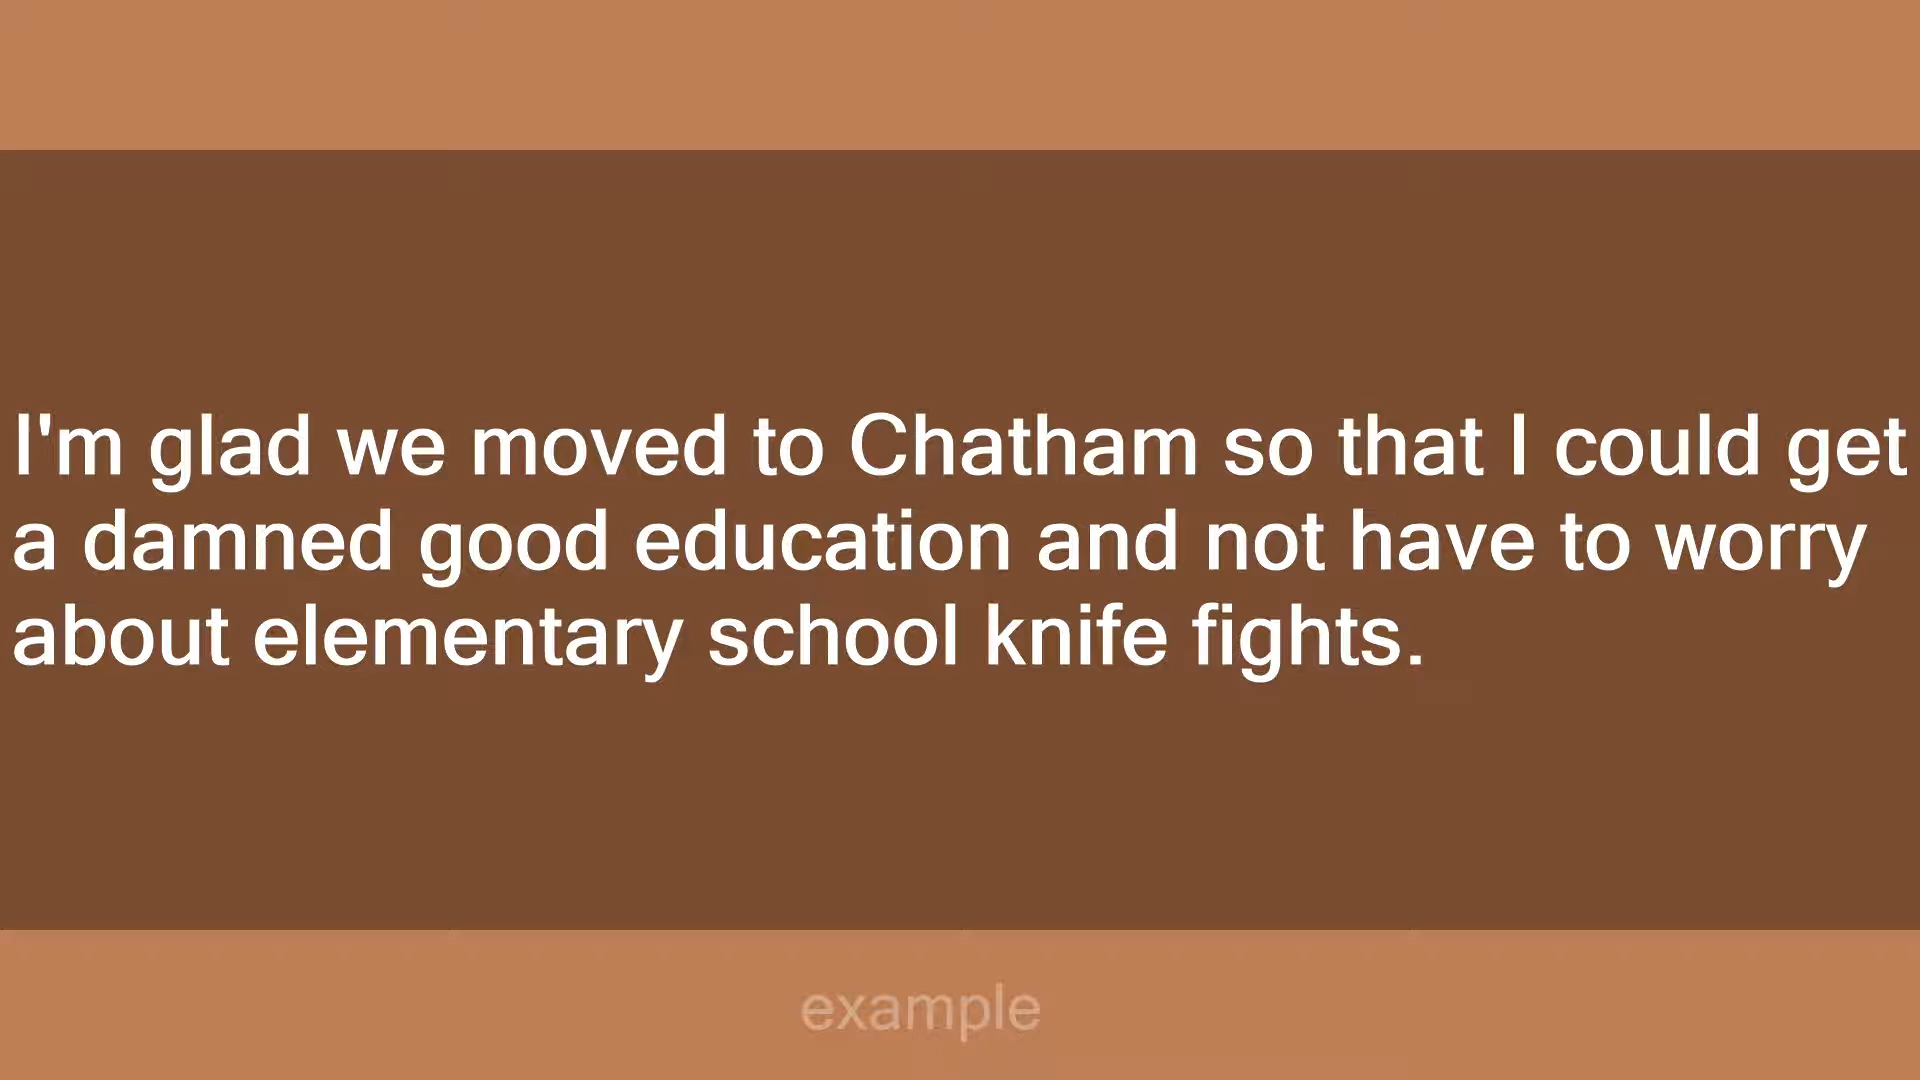 I'm glad we moved to Chatham so that I could get
a damned good education and not have to worry
about elementary school knife fights.
example